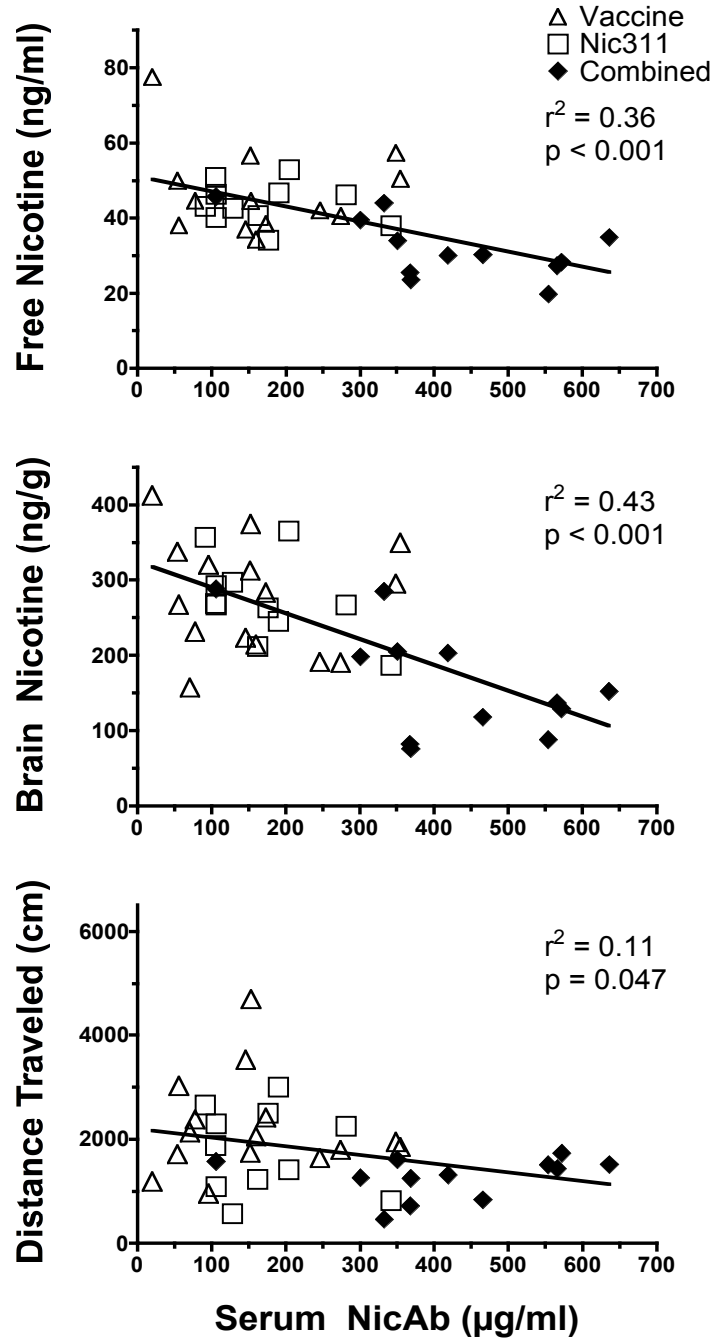 Vaccine
Nic311
Combined
Free Nicotine (ng/ml)
r² = 0.36
p < 0.001
80
60
40
20
0
0 100 200 300 400 500 600 700
Brain Nicotine (ng/g)
r² = 0.43
p < 0.001
400
300
200
100
0
0 100 200 300 400 500 600 700
Distance Traveled (cm)
r² = 0.11
p = 0.047
6000
4000
2000
0
0 100 200 300 400 500 600 700
Serum NicAb (µg/ml)